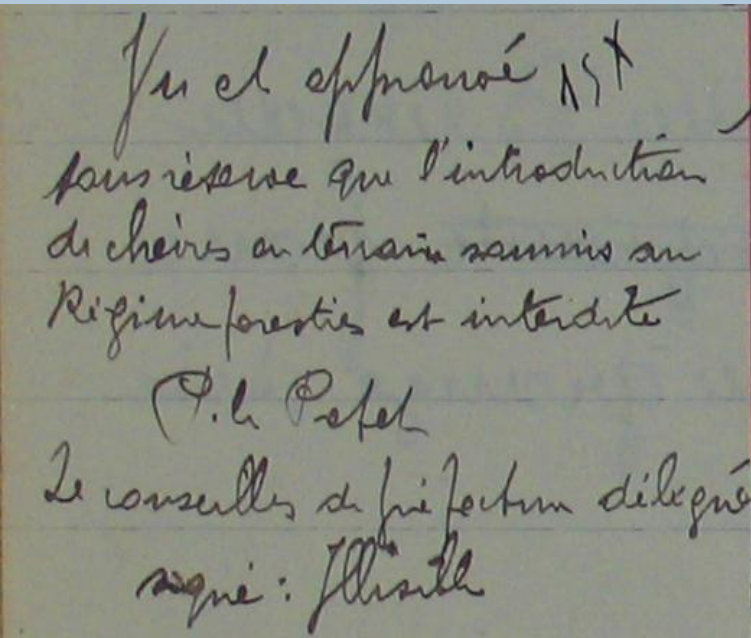 Vu et approuvé
sous réserve que l'introduction
de chèvres en terrain soumis au
Régime forestier est interdite
P. le Préfet
Le conseiller de préfecture délégué
signé : Illisible